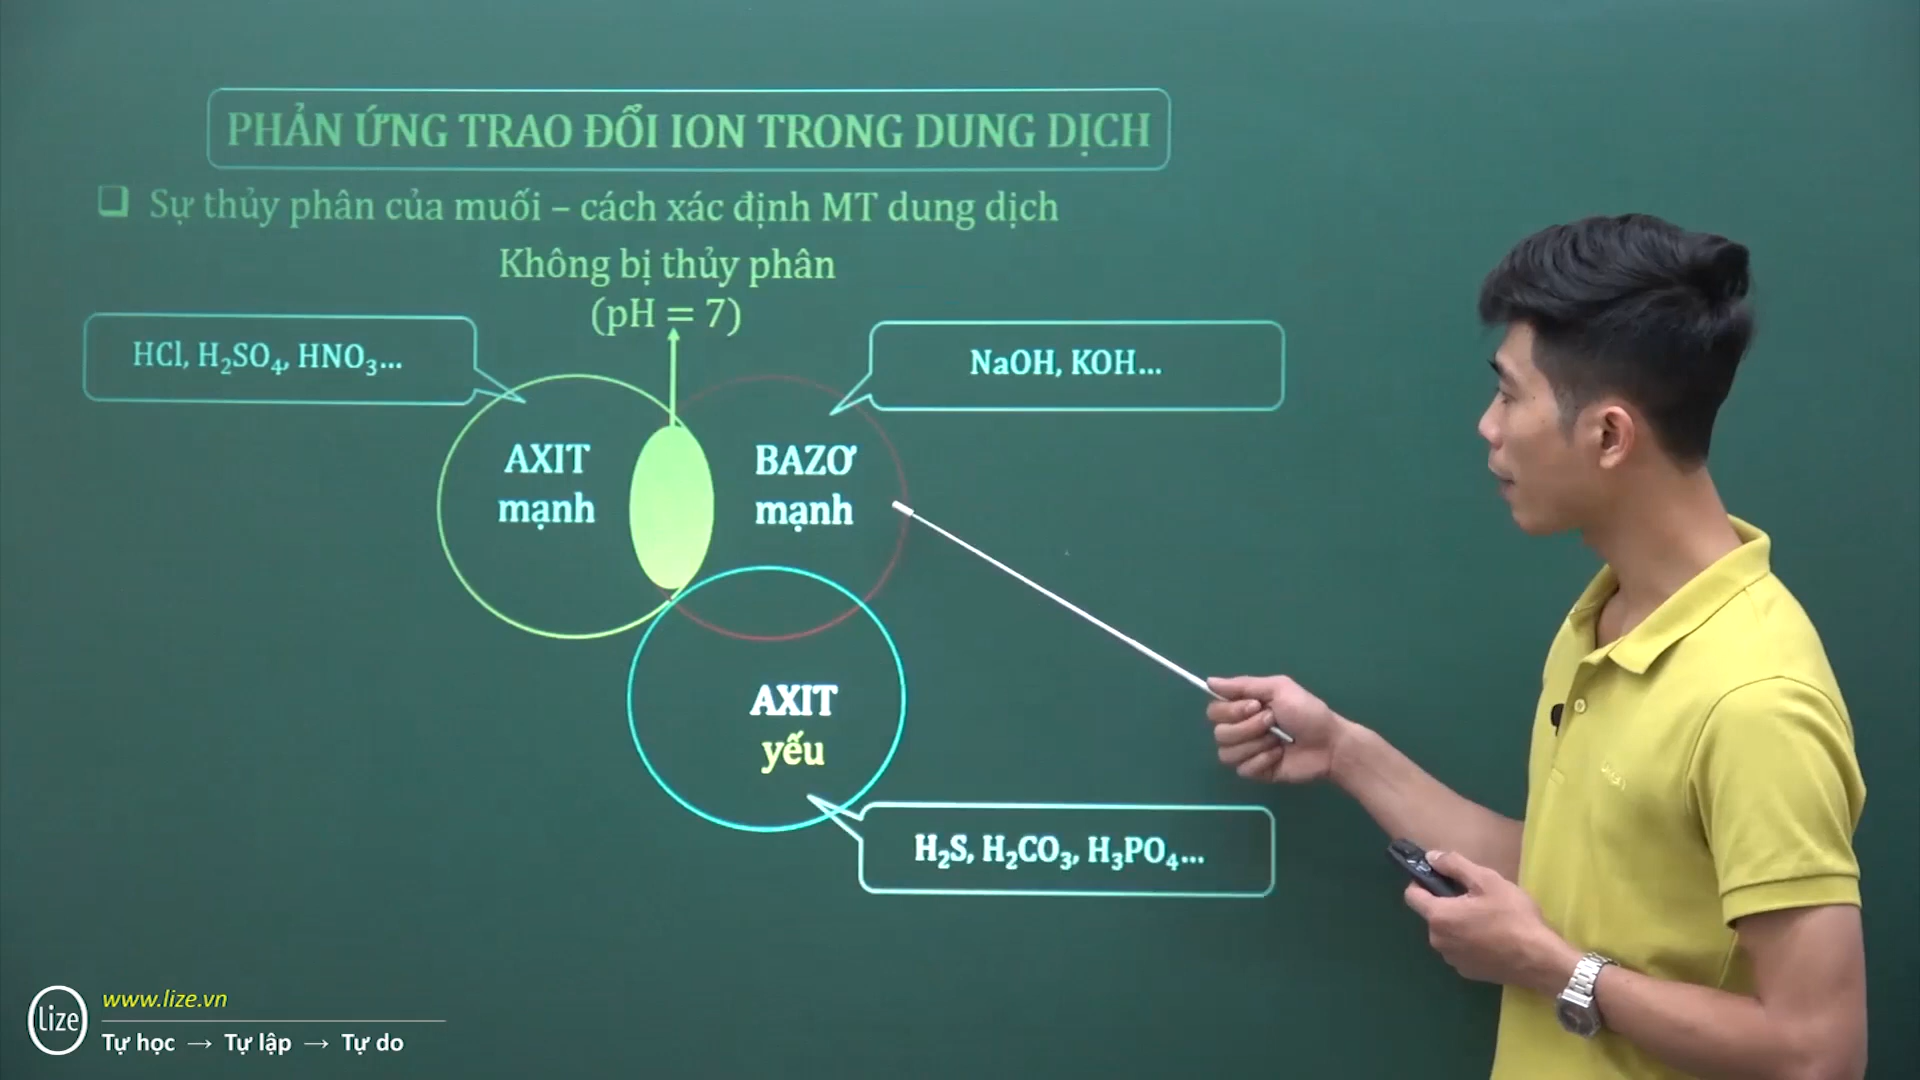 PHẢN ỨNG TRAO ĐỔI ION TRONG DUNG DỊCH
❑ Sự thủy phân của muối – cách xác định MT dung dịch
Không bị thủy phân
(pH = 7)
HCl, H₂SO₄, HNO₃...
NaOH, KOH...
AXIT
mạnh
BAZƠ
mạnh
AXIT
yếu
H₂S, H₂CO₃, H₃PO₄...
lize
www.lize.vn
Tự học → Tự lập → Tự do